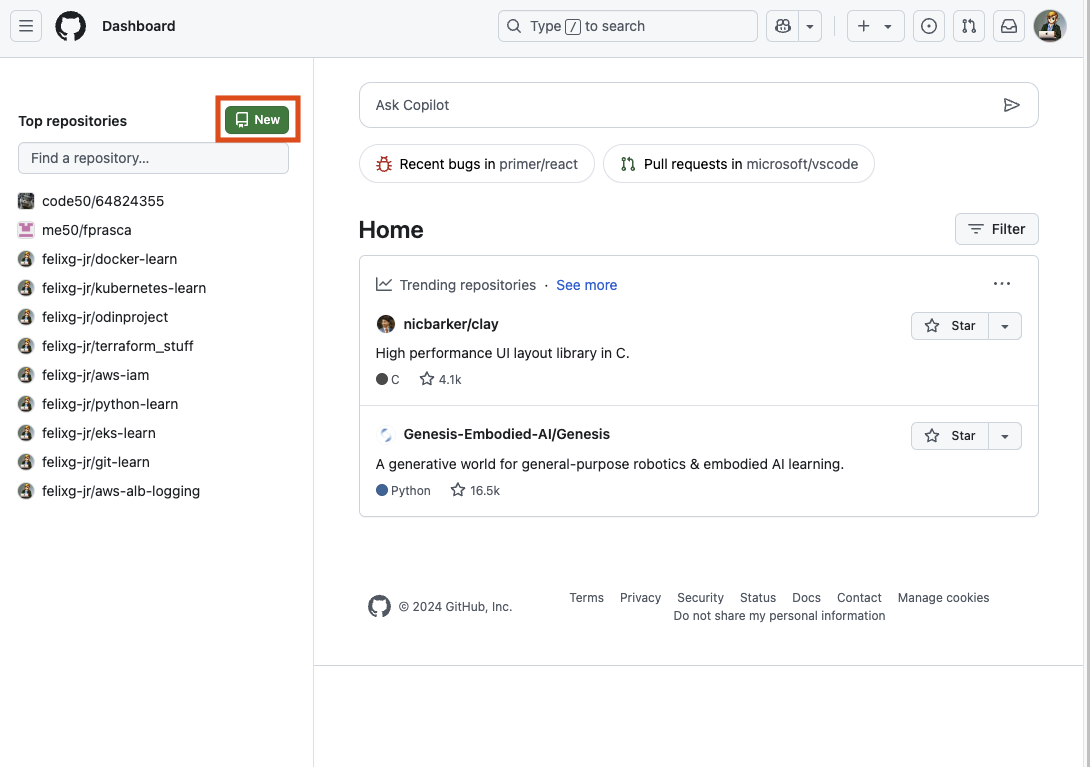 Dashboard
Type / to search
Top repositories
New
Find a repository...
code50/64824355
me50/fprasca
felixg-jr/docker-learn
felixg-jr/kubernetes-learn
felixg-jr/odinproject
felixg-jr/terraform_stuff
felixg-jr/aws-iam
felixg-jr/python-learn
felixg-jr/eks-learn
felixg-jr/git-learn
felixg-jr/aws-alb-logging
Ask Copilot
Recent bugs in primer/react
Pull requests in microsoft/vscode
Home
Filter
Trending repositories · See more
nicbarker/clay
Star
High performance UI layout library in C.
C 4.1k
Genesis-Embodied-AI/Genesis
Star
A generative world for general-purpose robotics & embodied AI learning.
Python 16.5k
© 2024 GitHub, Inc.
Terms Privacy Security Status Docs Contact Manage cookies
Do not share my personal information